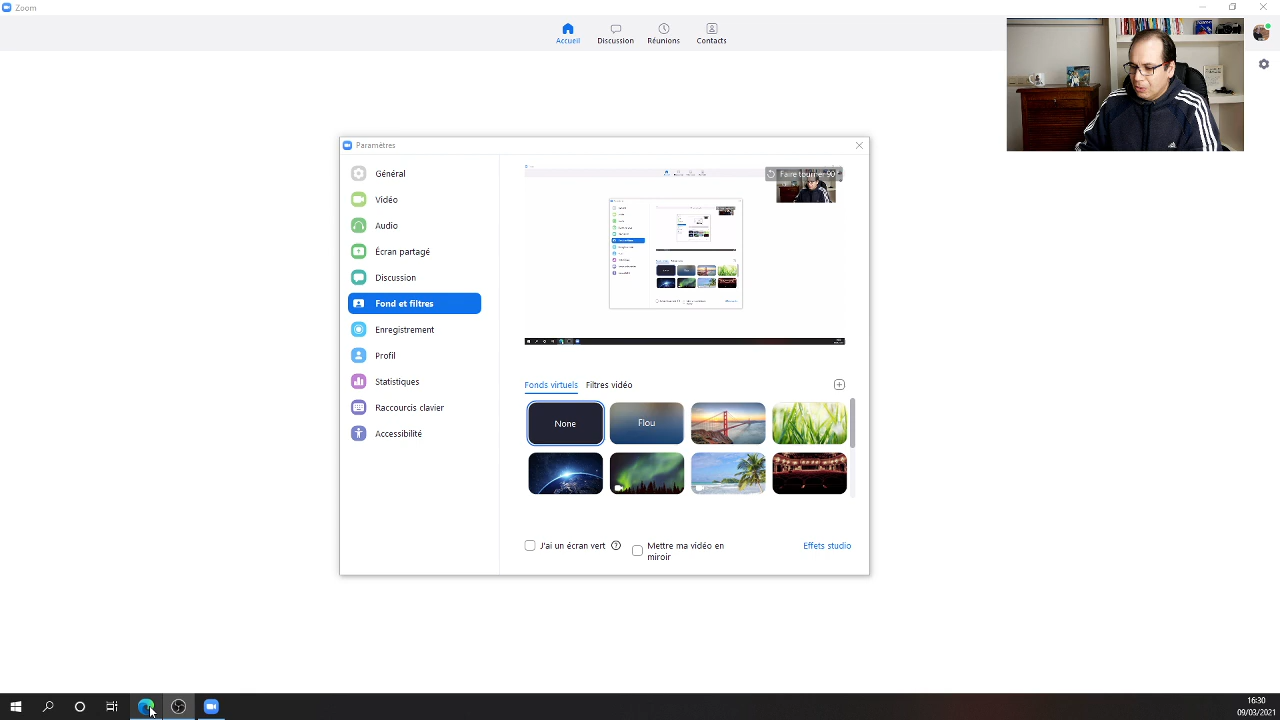 Zoom
Accueil
Discussion
Réunions
Contacts
Paramètres
Général
Vidéo
Audio
Écran partagé
Discussion
Fond et filtres
Enregistrement
Profil
Statistiques
Raccourcis clavier
Accessibilité
Faire tourner 90°
Fonds virtuels
Filtres vidéo
None
Flou
J'ai un écran vert
Mettre ma vidéo en
miroir
Effets studio
16:30
09/03/2021